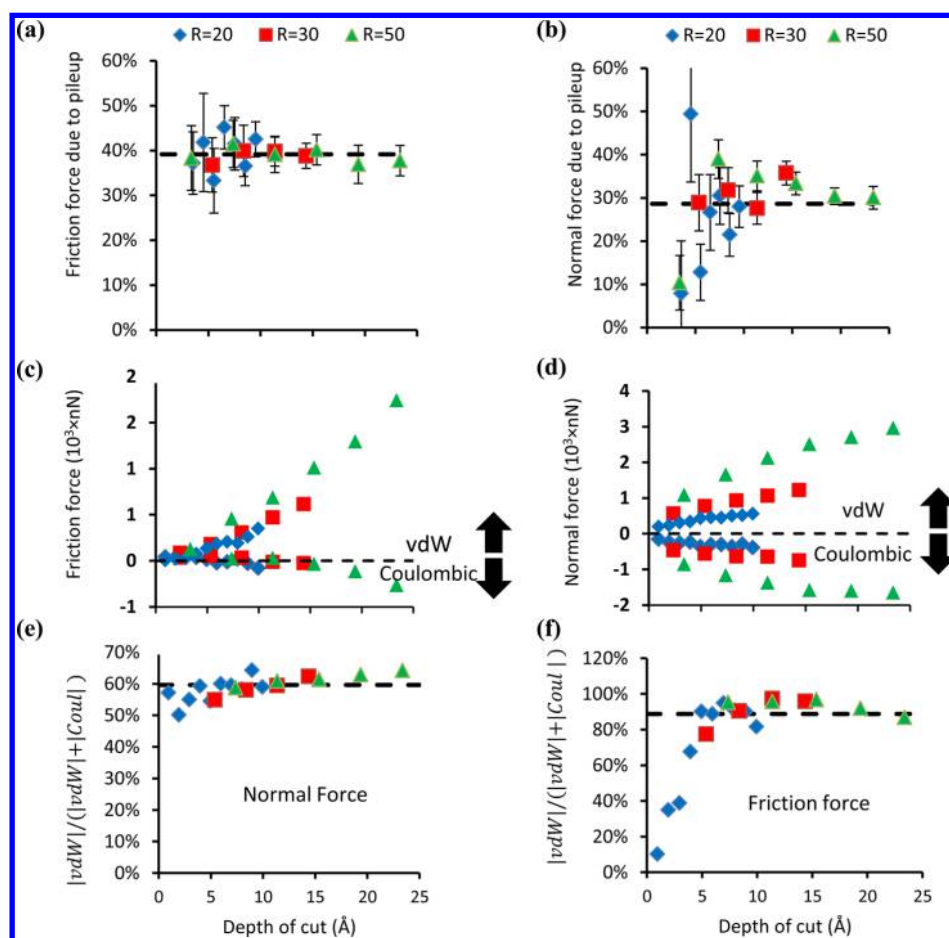 (a)
R=20 R=30 R=50
Friction force due to pileup
60%
50%
40%
30%
20%
10%
0%
(b)
R=20 R=30 R=50
Normal force due to pileup
60%
50%
40%
30%
20%
10%
0%
(c)
Friction force (10³×nN)
2
2
1
1
0
-1
vdW
Coulombic
(d)
Normal force (10³×nN)
4
3
2
1
0
-1
-2
vdW
Coulombic
(e)
|vdW|/(|vdW|+|Coul |)
70%
60%
50%
40%
30%
20%
10%
0%
Normal Force
0 5 10 15 20 25
Depth of cut (Å)
(f)
|vdW|/(|vdW|+|Coul |)
120%
100%
80%
60%
40%
20%
0%
Friction force
0 5 10 15 20 25
Depth of cut (Å)